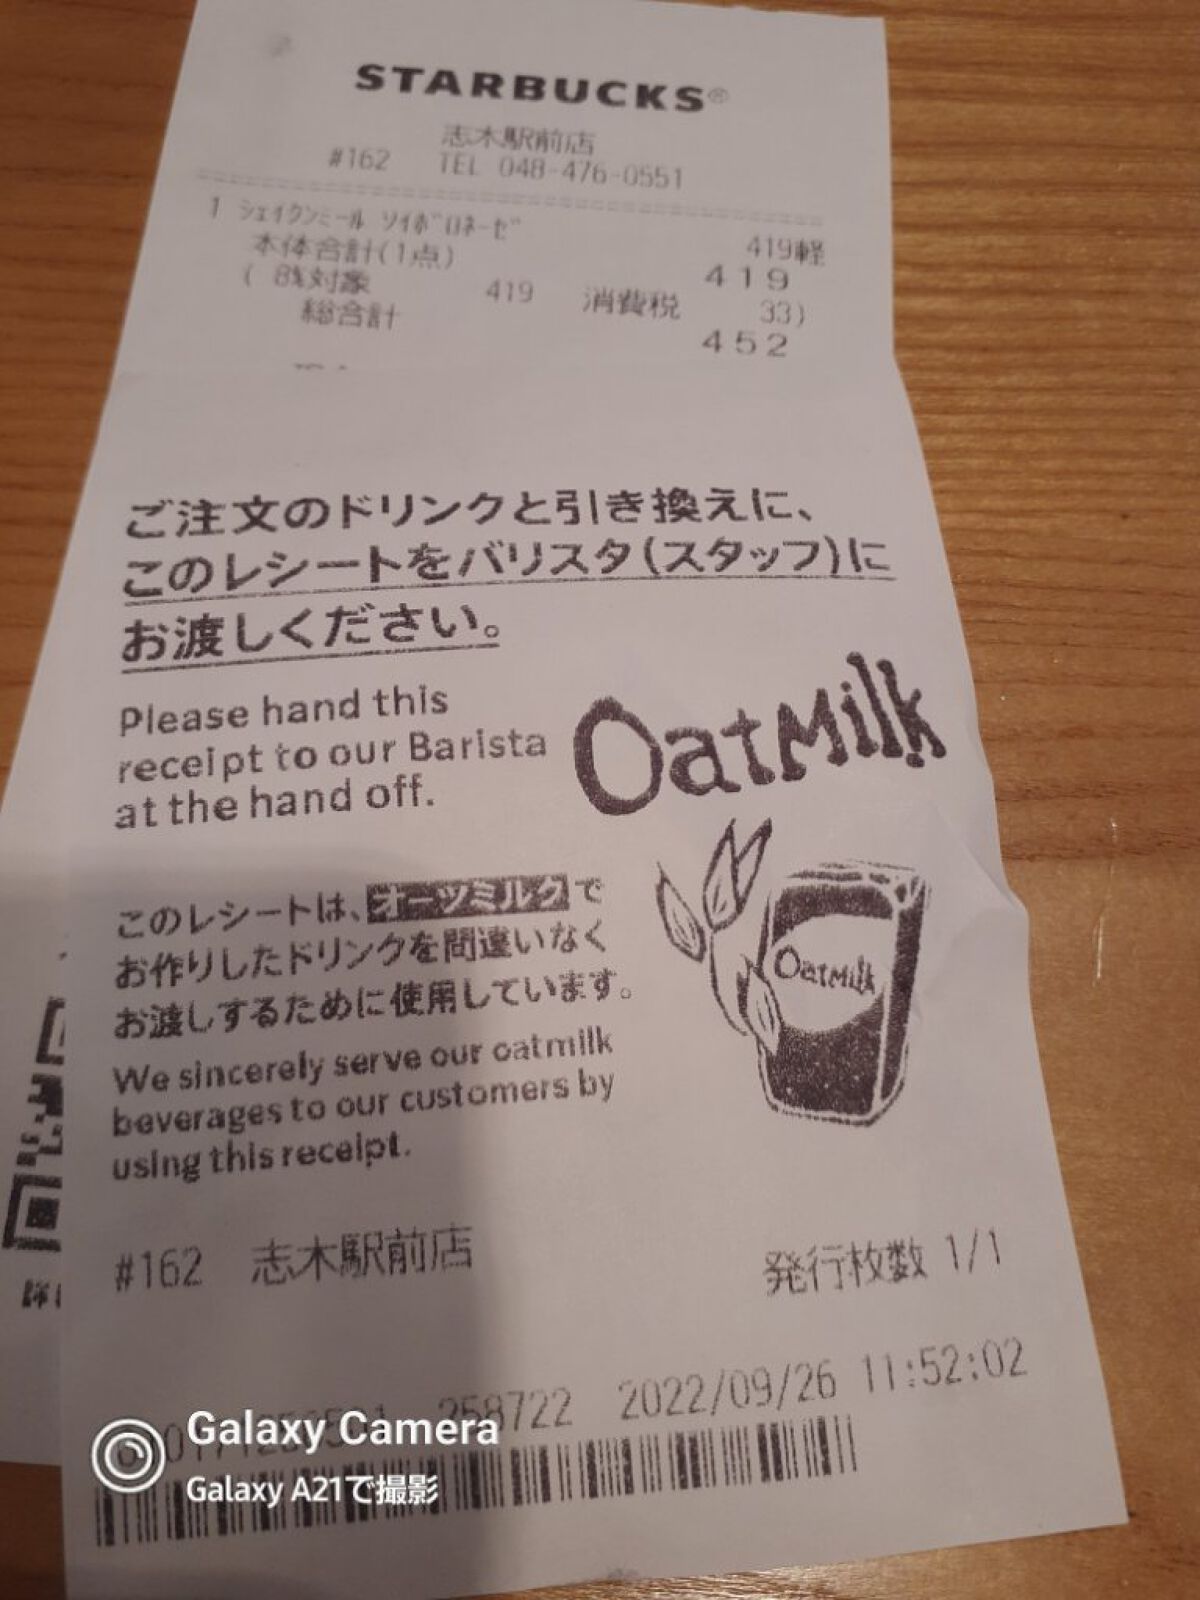 STARBUCKS®
志木駅前店
#162 TEL 048-476-0551
1 シェイクンミール ソイボロネーゼ 419軽
本体合計(1点) 419
( 8%対象 419 消費税 33)
総合計 452
ご注文のドリンクと引き換えに、
このレシートをバリスタ(スタッフ)に
お渡しください。
Please hand this
receipt to our Barista
at the hand off.
OatMilk
このレシートは、オーツミルクで
お作りしたドリンクを間違いなく
お渡しするために使用しています。
OatMilk
We sincerely serve our oatmilk
beverages to our customers by
using this receipt.
#162 志木駅前店 発行枚数 1/1
258722 2022/09/26 11:52:02
Galaxy Camera
Galaxy A21で撮影